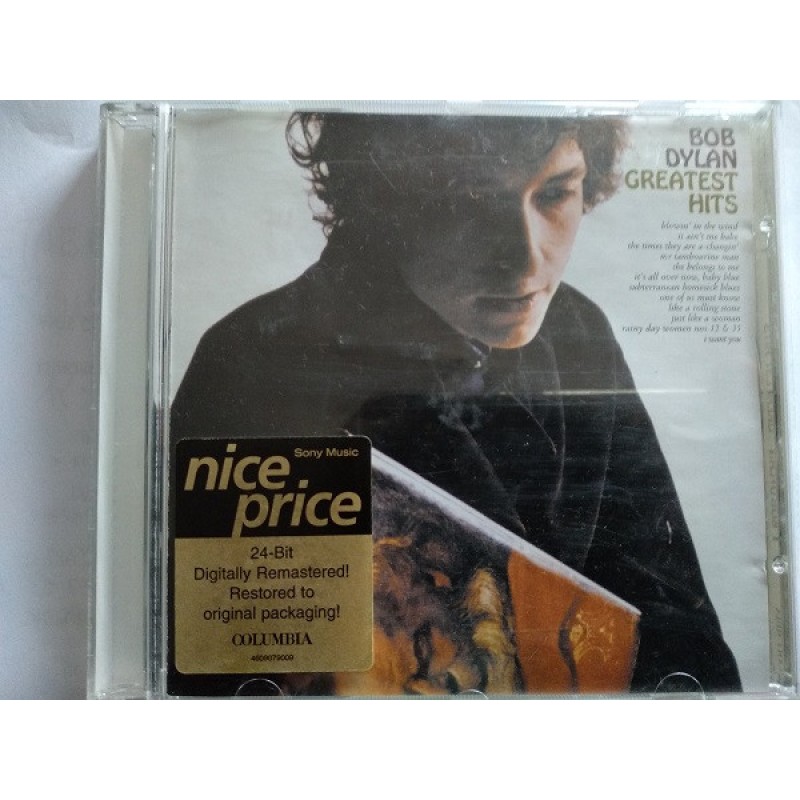 BOB
DYLAN
GREATEST
HITS
blowin' in the wind
it ain't me babe
the times they are a-changin'
mr tambourine man
she belongs to me
it's all over now, baby blue
subterranean homesick blues
one of us must know
like a rolling stone
just like a woman
rainy day women nos 12 & 35
i want you
Sony Music
nice
price
24-Bit
Digitally Remastered!
Restored to
original packaging!
COLUMBIA
4609079000